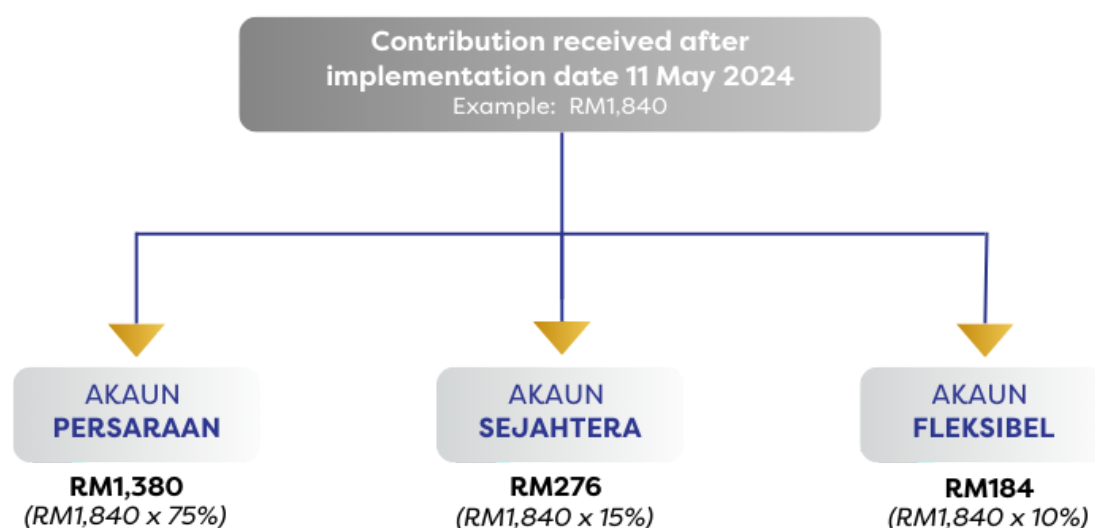 Contribution received after
implementation date 11 May 2024
Example: RM1,840
AKAUN
PERSARAAN
RM1,380
(RM1,840 x 75%)
AKAUN
SEJAHTERA
RM276
(RM1,840 x 15%)
AKAUN
FLEKSIBEL
RM184
(RM1,840 x 10%)